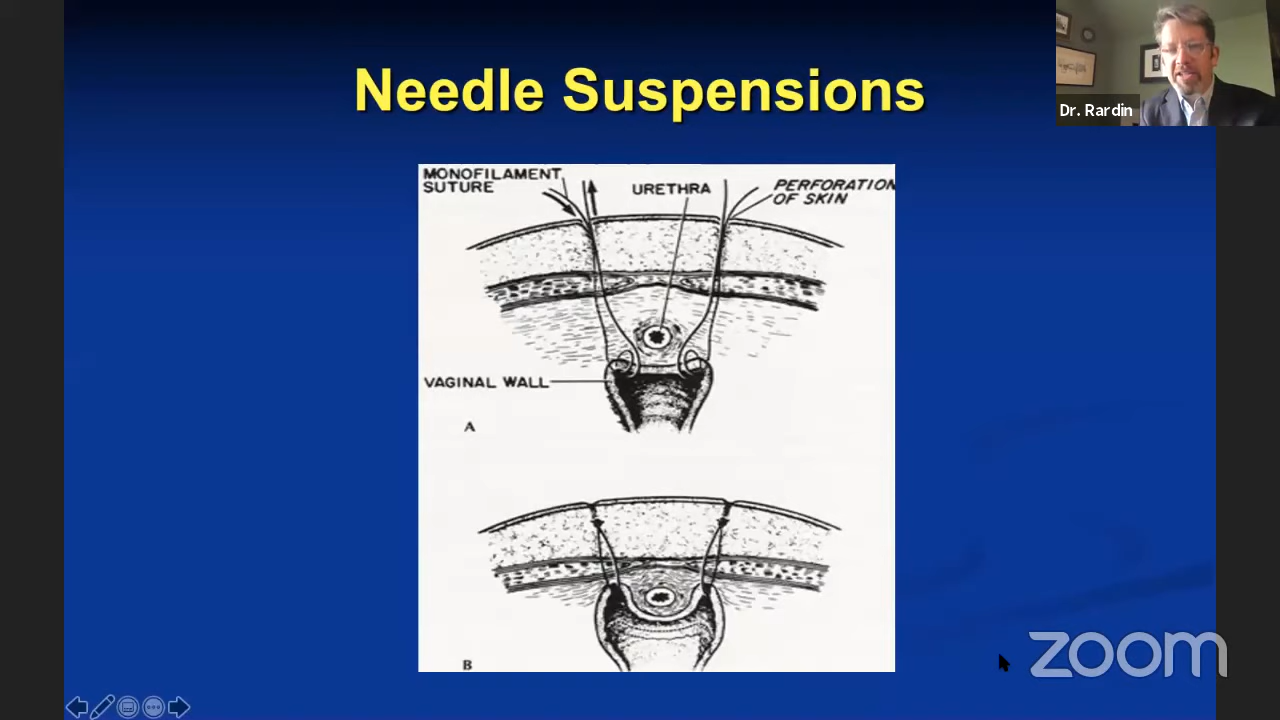 Needle Suspensions
Dr. Rardin
MONOFILAMENT
SUTURE
URETHRA
PERFORATION
OF SKIN
VAGINAL WALL
A
B
zoom